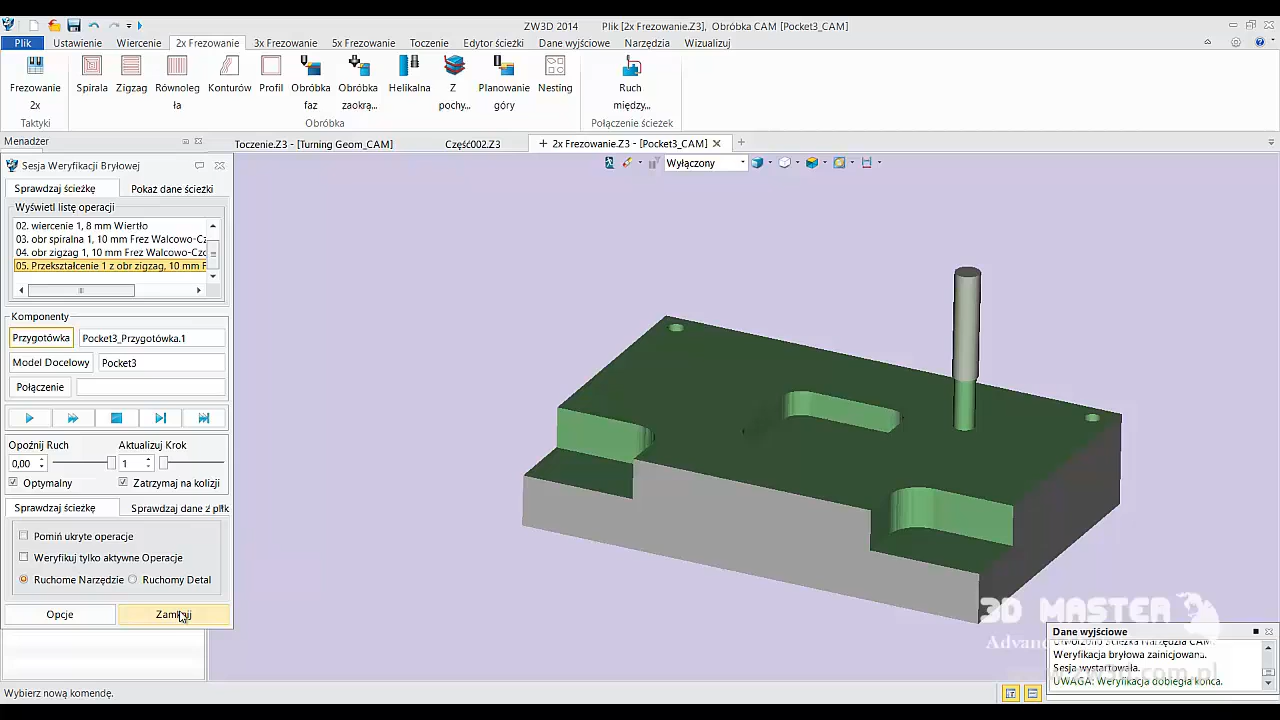 ZW3D 2014 Plik [2x Frezowanie.Z3], Obróbka CAM [Pocket3_CAM]
Plik Ustawienie Wiercenie 2x Frezowanie 3x Frezowanie 5x Frezowanie Toczenie Edytor ścieżki Dane wyjściowe Narzędzia Wizualizuj
Frezowanie 2x
Spirala
Zigzag
Równoleg ła
Konturów
Profil
Obróbka faz
Obróbka zaokrą...
Helikalna
Z pochy...
Planowanie góry
Nesting
Ruch między...
Taktyki Obróbka Połączenie ścieżek
Menadżer
Toczenie.Z3 - [Turning Geom_CAM] Część002.Z3 2x Frezowanie.Z3 - [Pocket3_CAM]
Sesja Weryfikacji Bryłowej
Wyłączony
Sprawdzaj ścieżkę Pokaż dane ścieżki
Wyświetl listę operacji
02. wiercenie 1, 8 mm Wiertło
03. obr spiralna 1, 10 mm Frez Walcowo-Cz
04. obr zigzag 1, 10 mm Frez Walcowo-Czo
05. Przekształcenie 1 z obr zigzag, 10 mm F
Komponenty
Przygotówka Pocket3_Przygotówka.1
Model Docelowy Pocket3
Połączenie
Opoźnij Ruch Aktualizuj Krok
0,00 1
Optymalny Zatrzymaj na kolizji
Sprawdzaj ścieżkę Sprawdzaj dane z plik
Pomiń ukryte operacje
Weryfikuj tylko aktywne Operacje
Ruchome Narzędzie Ruchomy Detal
Opcje Zamknij
3D MASTER
Dane wyjściowe
Weryfikacja bryłowa zainicjowana.
Sesja wystartowała.
UWAGA: Weryfikacja dobiegła końca.
Wybierz nową komendę.